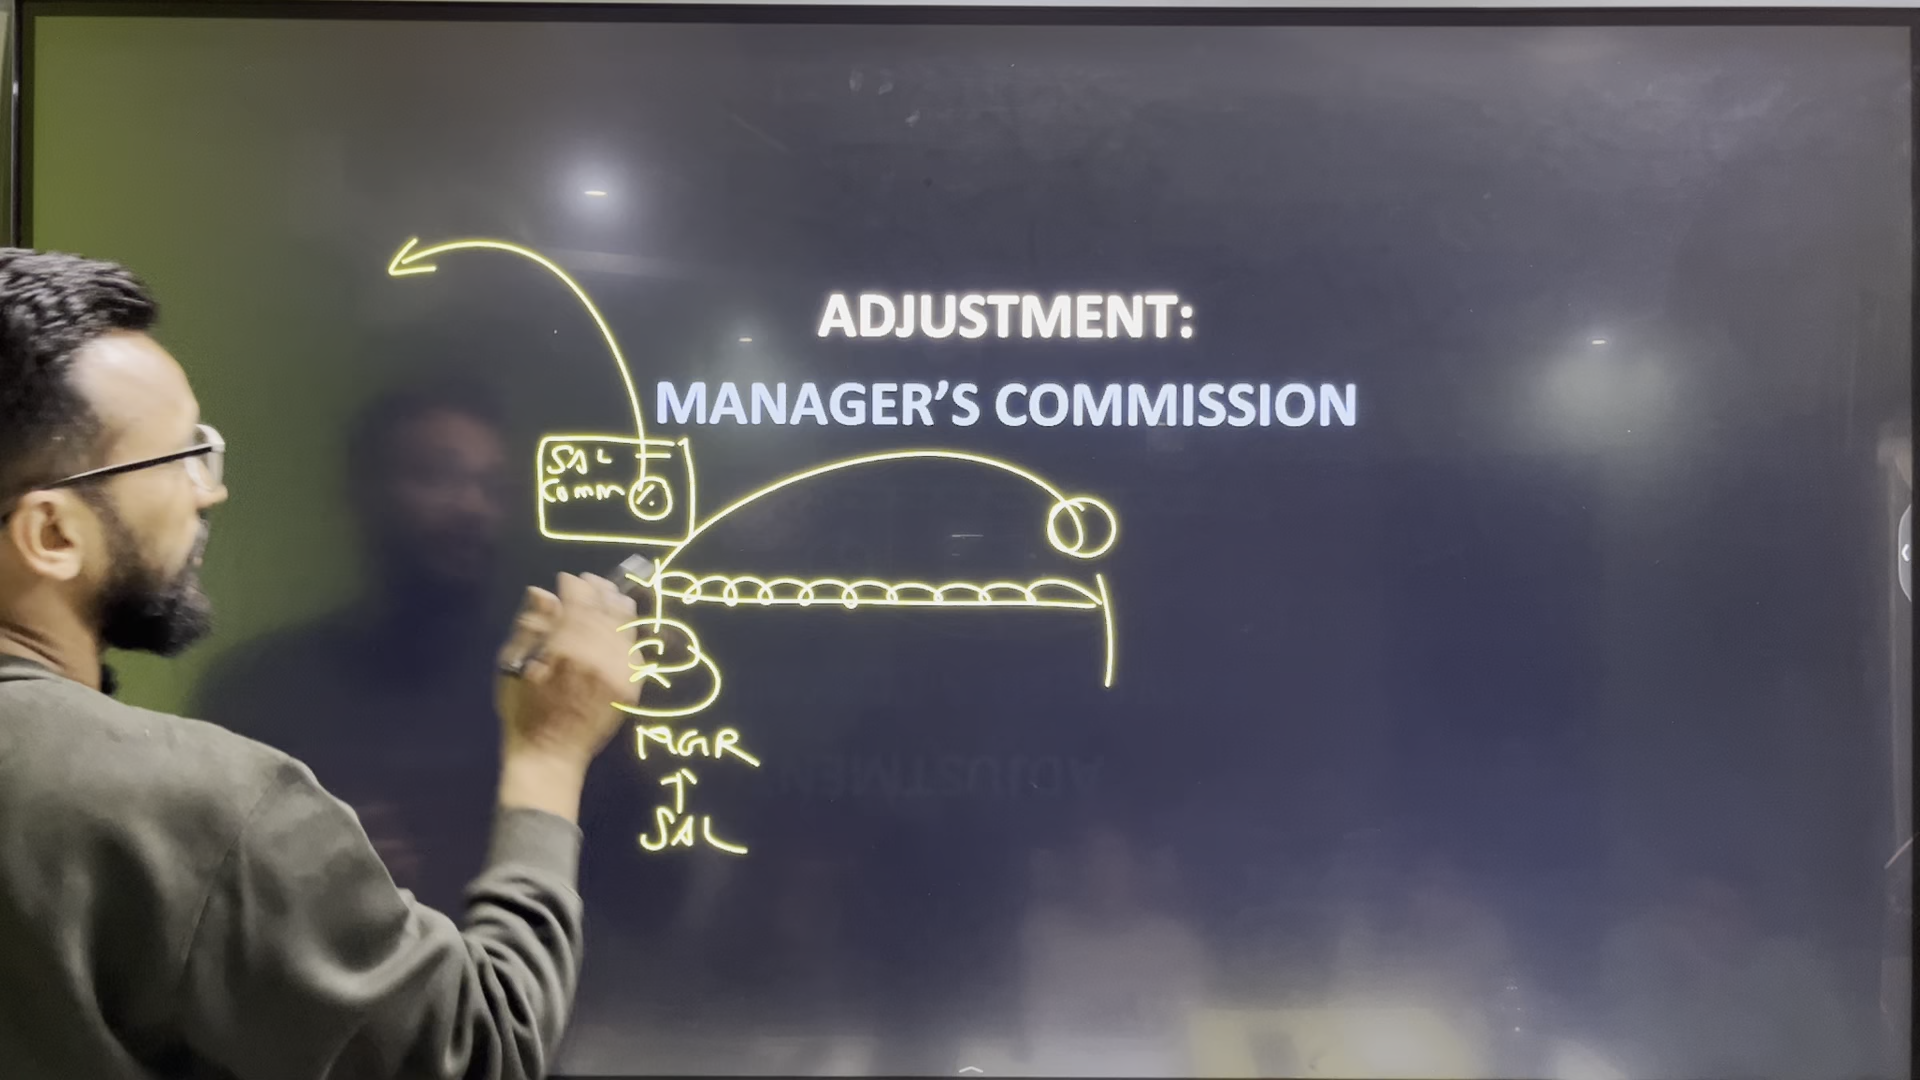 ADJUSTMENT:
MANAGER'S COMMISSION
SAL
Comm %
MGR
SAL